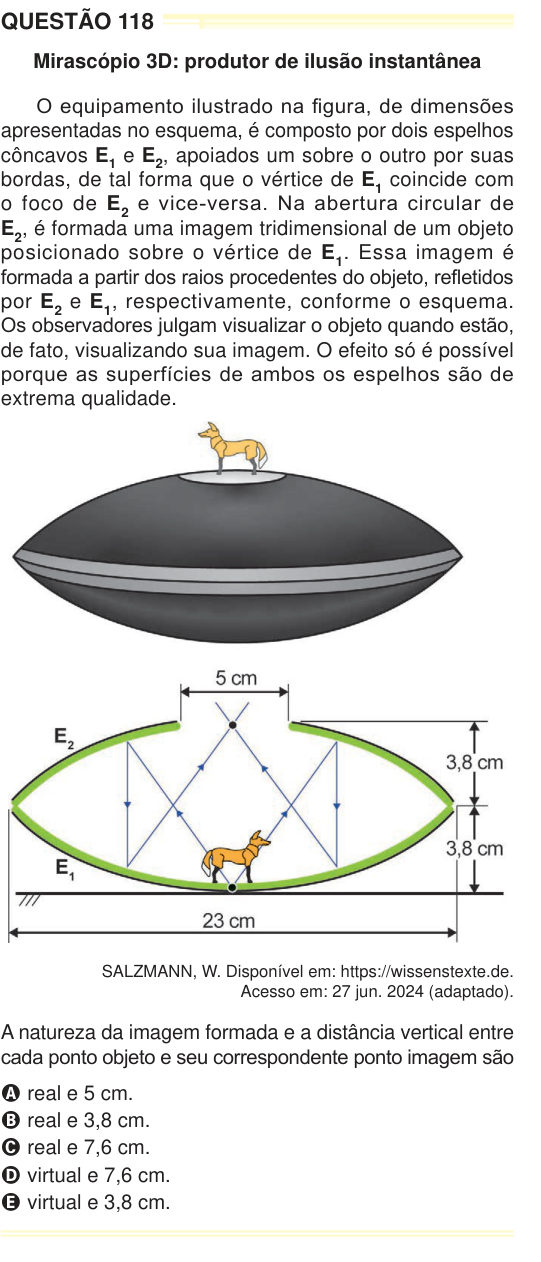 QUESTÃO 118
Mirascópio 3D: produtor de ilusão instantânea
O equipamento ilustrado na figura, de dimensões
apresentadas no esquema, é composto por dois espelhos
côncavos E1 e E2, apoiados um sobre o outro por suas
bordas, de tal forma que o vértice de E1 coincide com
o foco de E2 e vice-versa. Na abertura circular de
E2, é formada uma imagem tridimensional de um objeto
posicionado sobre o vértice de E1. Essa imagem é
formada a partir dos raios procedentes do objeto, refletidos
por E2 e E1, respectivamente, conforme o esquema.
Os observadores julgam visualizar o objeto quando estão,
de fato, visualizando sua imagem. O efeito só é possível
porque as superfícies de ambos os espelhos são de
extrema qualidade.
5 cm
E2
3,8 cm
3,8 cm
E1
23 cm
SALZMANN, W. Disponível em: https://wissenstexte.de.
Acesso em: 27 jun. 2024 (adaptado).
A natureza da imagem formada e a distância vertical entre
cada ponto objeto e seu correspondente ponto imagem são
A real e 5 cm.
B real e 3,8 cm.
C real e 7,6 cm.
D virtual e 7,6 cm.
E virtual e 3,8 cm.